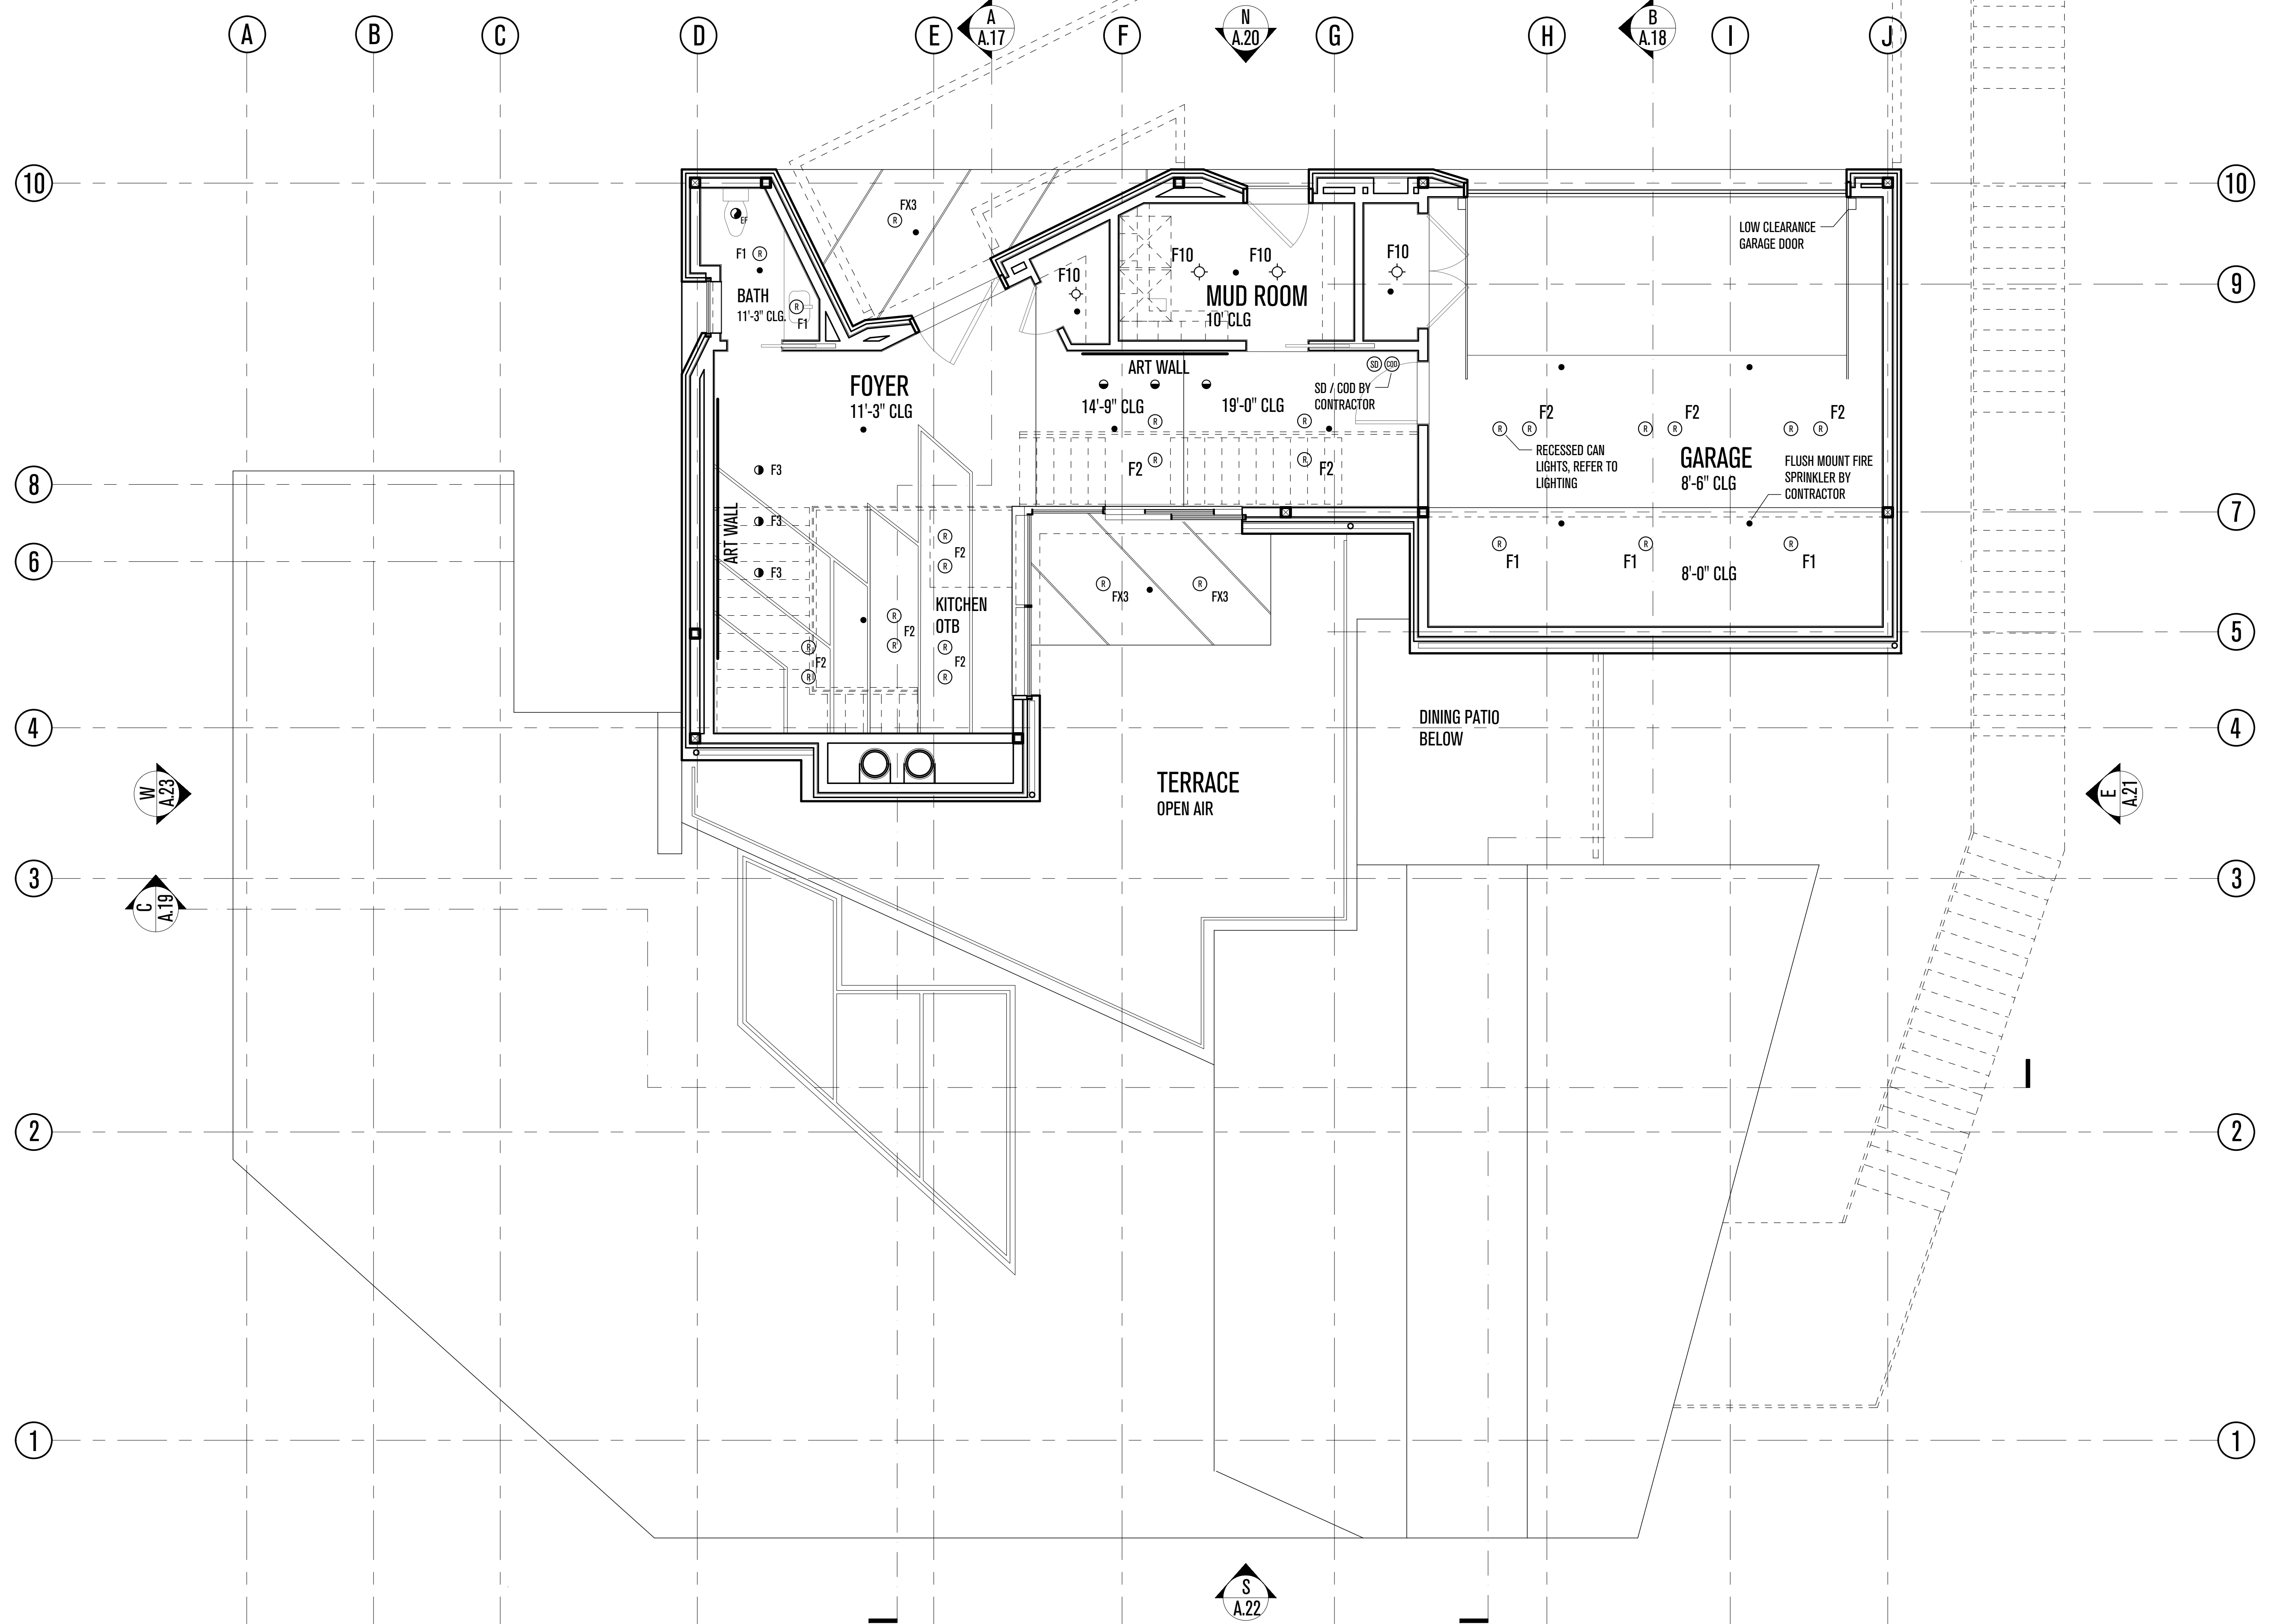 A
B
C
D
E
A
A.17
F
N
A.20
G
H
B
A.18
I
J
10
10
FX3
R
EF
F1
R
BATH
11'-3" CLG.
R
F1
F10
F10
F10
MUD ROOM
10' CLG
F10
LOW CLEARANCE
GARAGE DOOR
9
FOYER
11'-3" CLG
ART WALL
14'-9" CLG
19'-0" CLG
SD
COD
SD / COD BY
CONTRACTOR
R
R
R
R
F2
F2
F3
F3
F3
ART WALL
R
R
F2
R
R
F2
R
R
F2
RECESSED CAN
LIGHTS, REFER TO
LIGHTING
GARAGE
8'-6" CLG
FLUSH MOUNT FIRE
SPRINKLER BY
CONTRACTOR
8
7
6
R
R
F2
R
R
F2
R
R
F2
R
R
F2
KITCHEN
OTB
R
FX3
R
FX3
R
F1
R
F1
R
F1
8'-0" CLG
5
4
4
DINING PATIO
BELOW
TERRACE
OPEN AIR
W
A.23
E
A.21
3
3
C
A.19
2
2
1
1
S
A.22